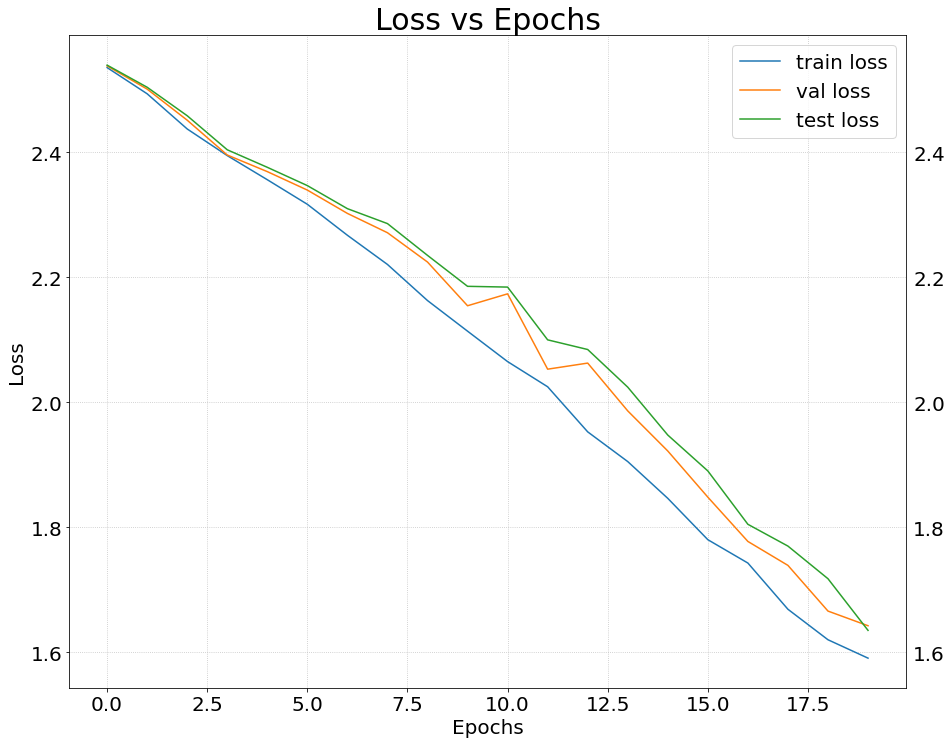 Loss vs Epochs
train loss
val loss
test loss
2.4 2.4
2.2 2.2
2.0 2.0
1.8 1.8
1.6 1.6
Loss
0.0 2.5 5.0 7.5 10.0 12.5 15.0 17.5
Epochs